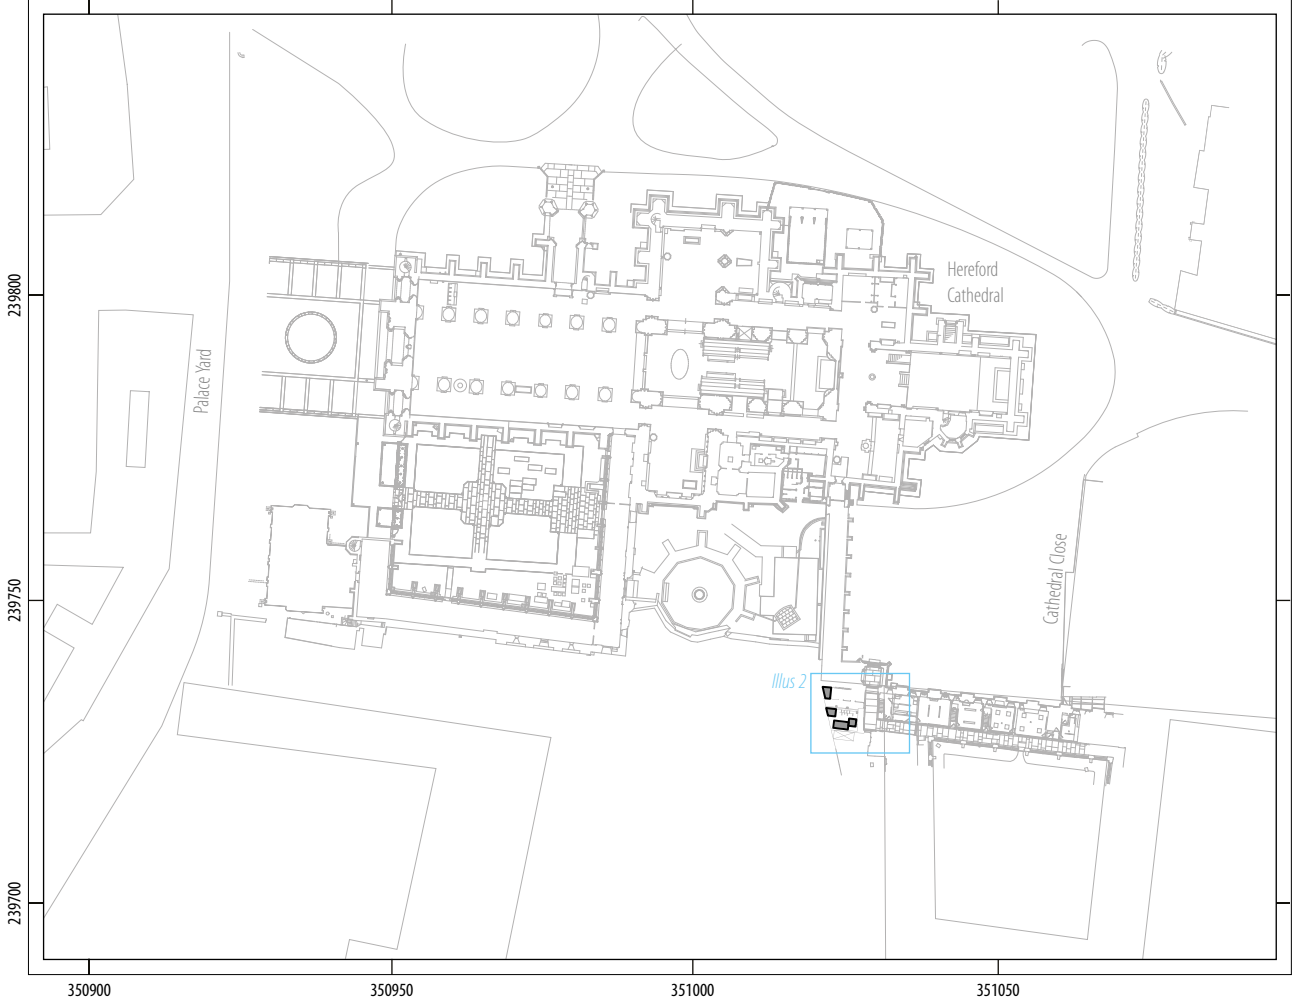 Hereford
Cathedral
239800
Palace Yard
Cathedral Close
239750
Illus 2
239700
350900
350950
351000
351050